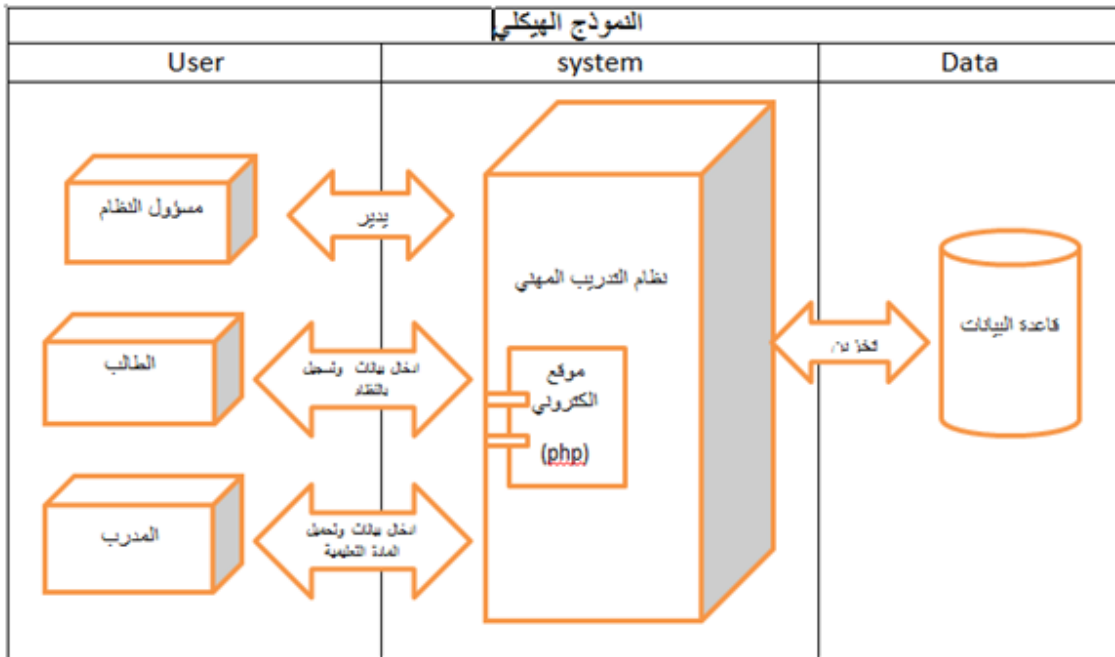 النموذج الهيكلي
User
system
Data
مسؤول النظام
يدير
نظام التدريب المهني
الطالب
ادخال بيانات وتسجيل
بالنظام
موقع
الكتروني
(php)
تخزين
قاعدة البيانات
المدرب
ادخال بيانات وتحميل
المادة التعليمية